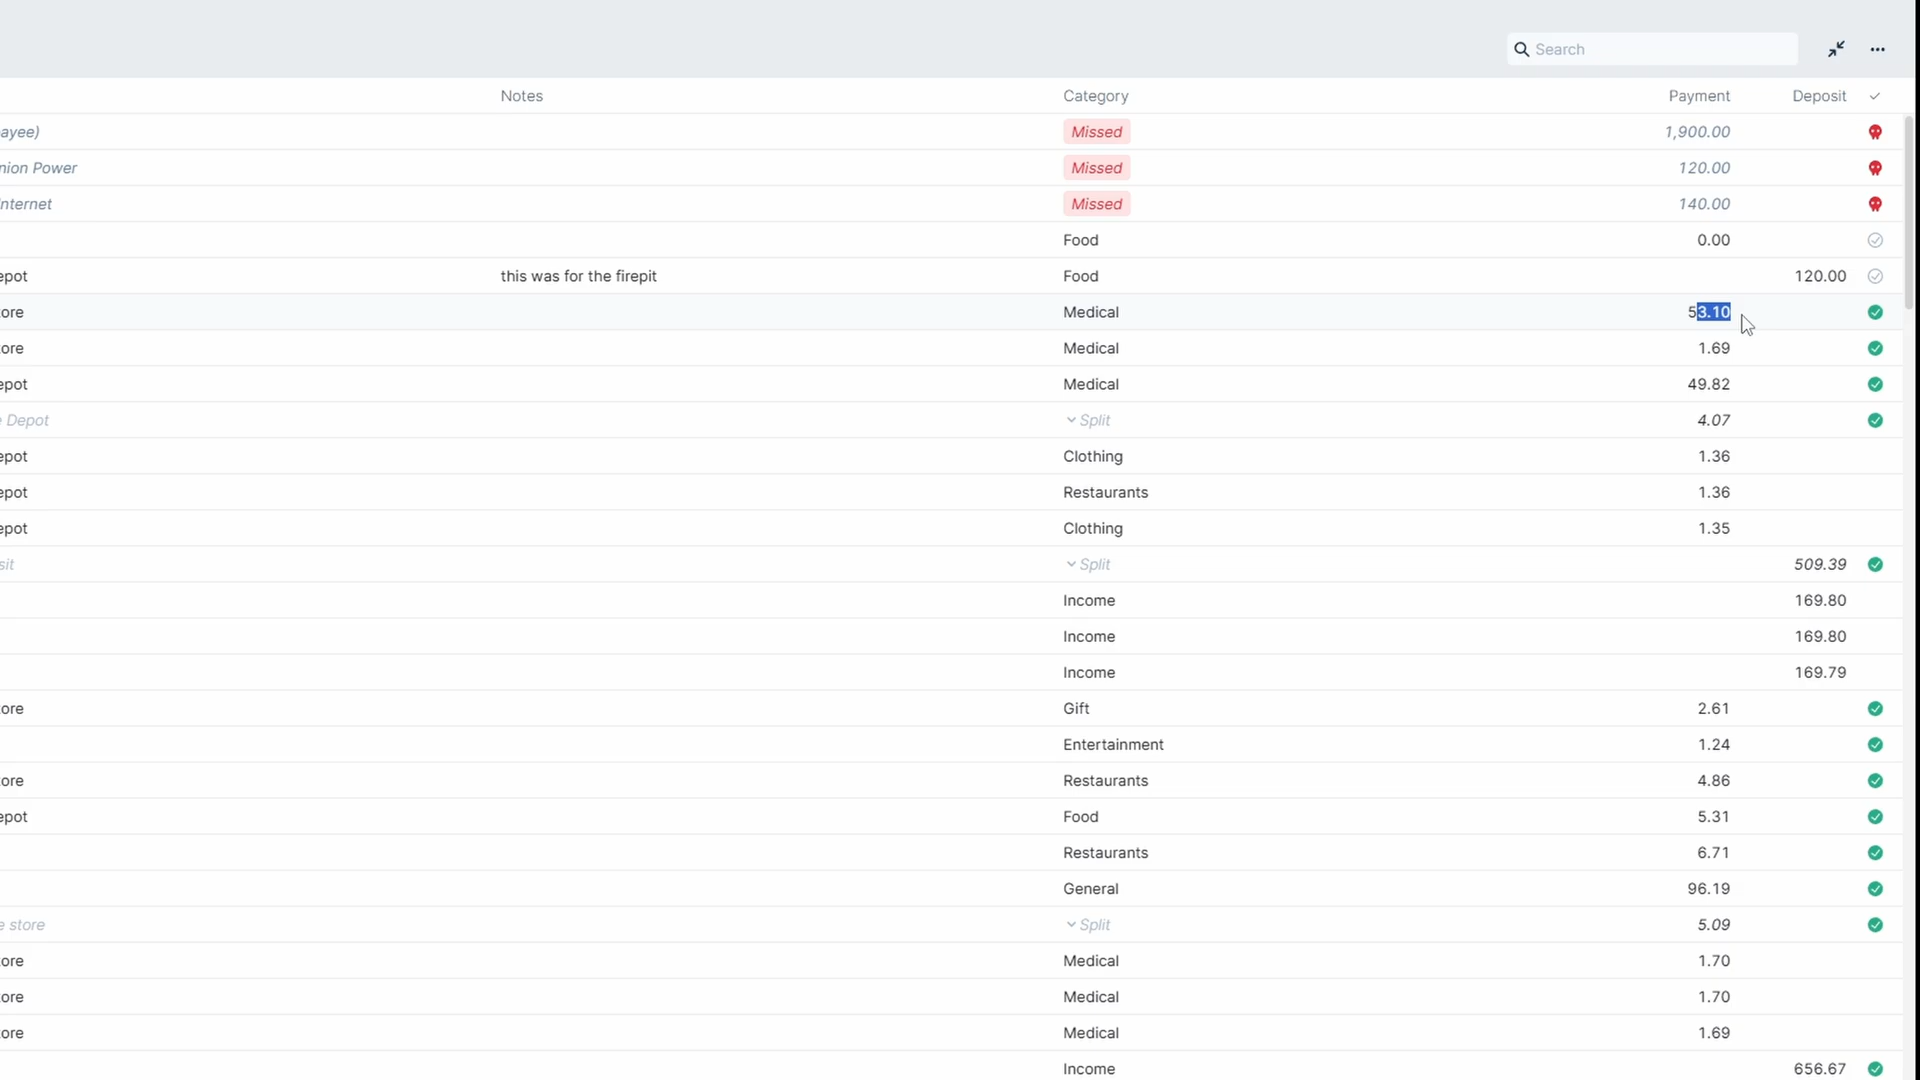 Search
Notes Category Payment Deposit
ayee) Missed 1,900.00
nion Power Missed 120.00
nternet Missed 140.00
Food 0.00
epot this was for the firepit Food 120.00
ore Medical 53.10
ore Medical 1.69
epot Medical 49.82
e Depot Split 4.07
epot Clothing 1.36
epot Restaurants 1.36
epot Clothing 1.35
sit Split 509.39
Income 169.80
Income 169.80
Income 169.79
ore Gift 2.61
Entertainment 1.24
ore Restaurants 4.86
epot Food 5.31
Restaurants 6.71
General 96.19
e store Split 5.09
ore Medical 1.70
ore Medical 1.70
ore Medical 1.69
Income 656.67